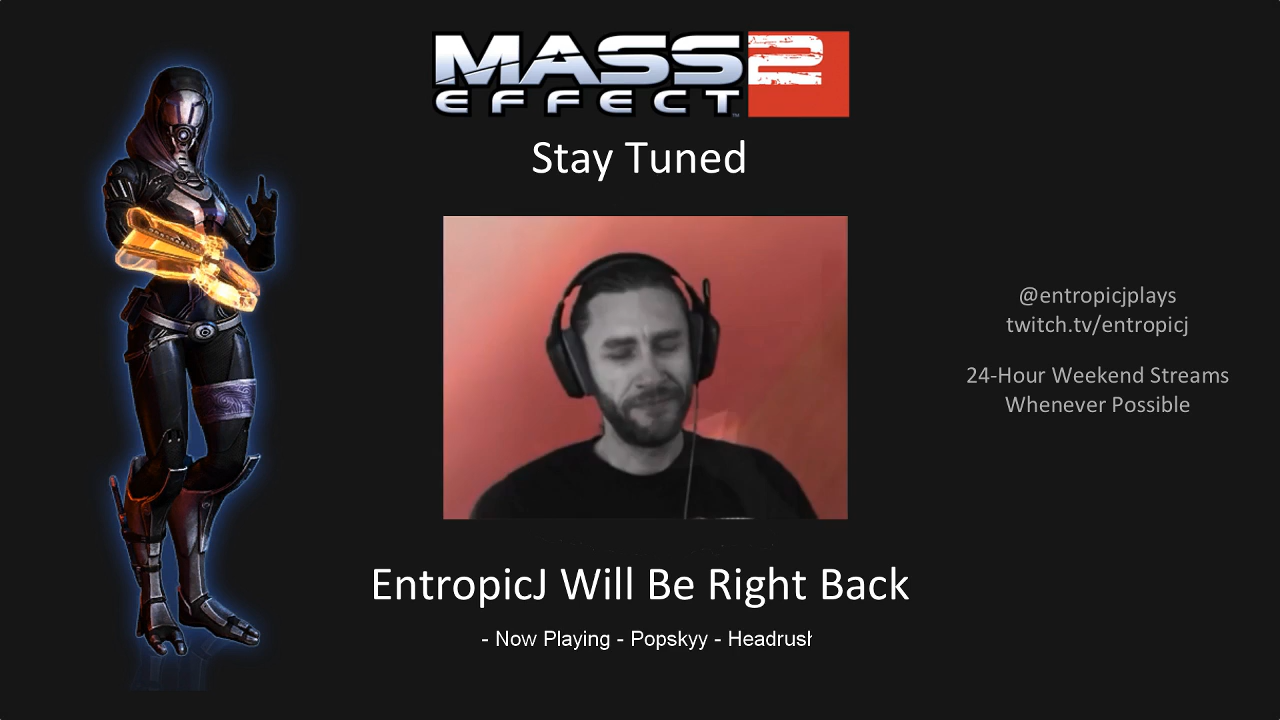 MASS 2
EFFECT™
Stay Tuned
@entropicjplays
twitch.tv/entropicj
24-Hour Weekend Streams
Whenever Possible
EntropicJ Will Be Right Back
- Now Playing - Popskyy - Headrush